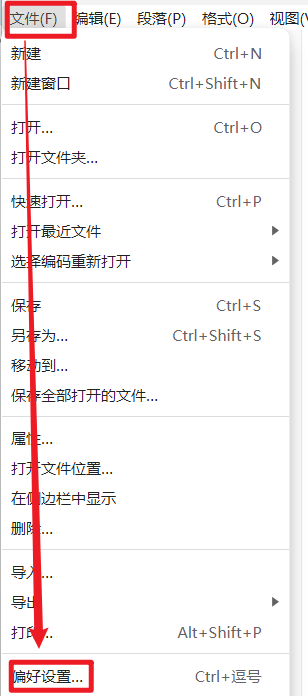 文件(F) 编辑(E) 段落(P) 格式(O) 视图(V
新建 Ctrl+N
新建窗口 Ctrl+Shift+N
打开... Ctrl+O
打开文件夹...
快速打开... Ctrl+P
打开最近文件
选择编码重新打开
保存 Ctrl+S
另存为... Ctrl+Shift+S
移动到...
保存全部打开的文件...
属性...
打开文件位置...
在侧边栏中显示
删除...
导入...
导出
打印... Alt+Shift+P
偏好设置... Ctrl+逗号